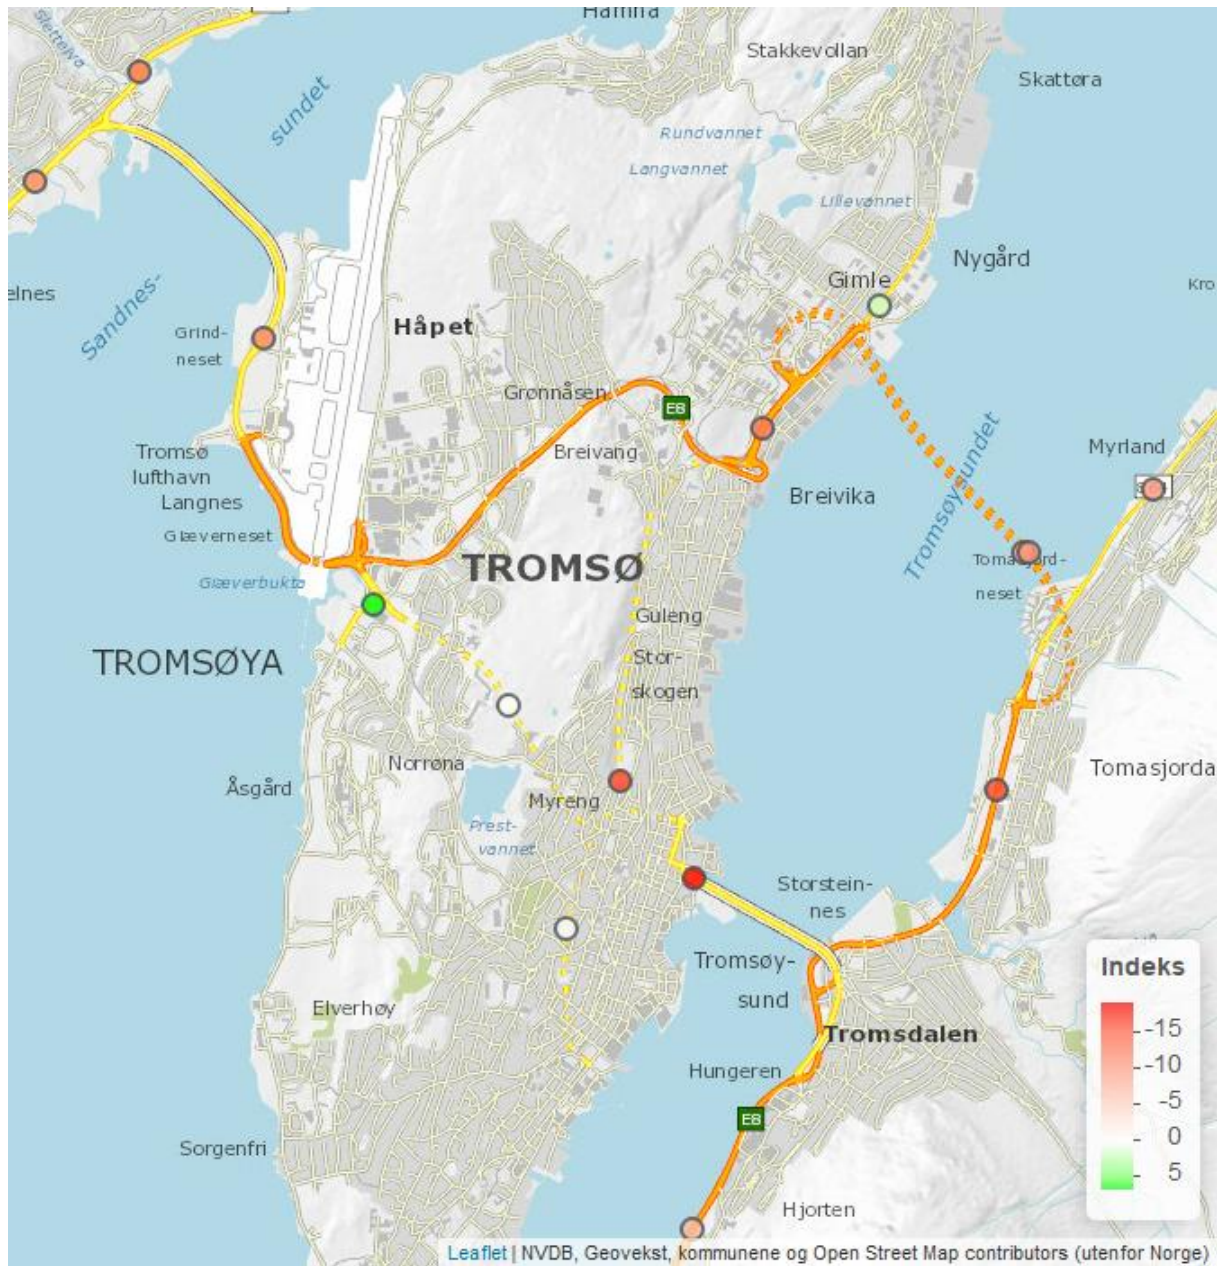 Hamna
Slettelva
Stakkevollan
Skattøra
sundet
Rundvannet
Langvannet
Lillevannet
Nygård
Gimle
elnes
Sandnes-
Kro
Grind-
neset
Håpet
Grønnåsen
E8
Tromsø
lufthavn
Langnes
Breivang
Myrland
Breivika
Tromsøysundet
Giæverneset
Giæverbukta
TROMSØ
Tomasjord-
neset
Guleng
TROMSØYA
Stor-
skogen
Norrøna
Åsgård
Myreng
Tomasjorda
Prest-
vannet
Storstein-
nes
Tromsøy-
sund
Elverhøy
Tromsdalen
Hungeren
E8
Sorgenfri
Hjorten
Indeks
-15
-10
-5
0
5
Leaflet | NVDB, Geovekst, kommunene og Open Street Map contributors (utenfor Norge)